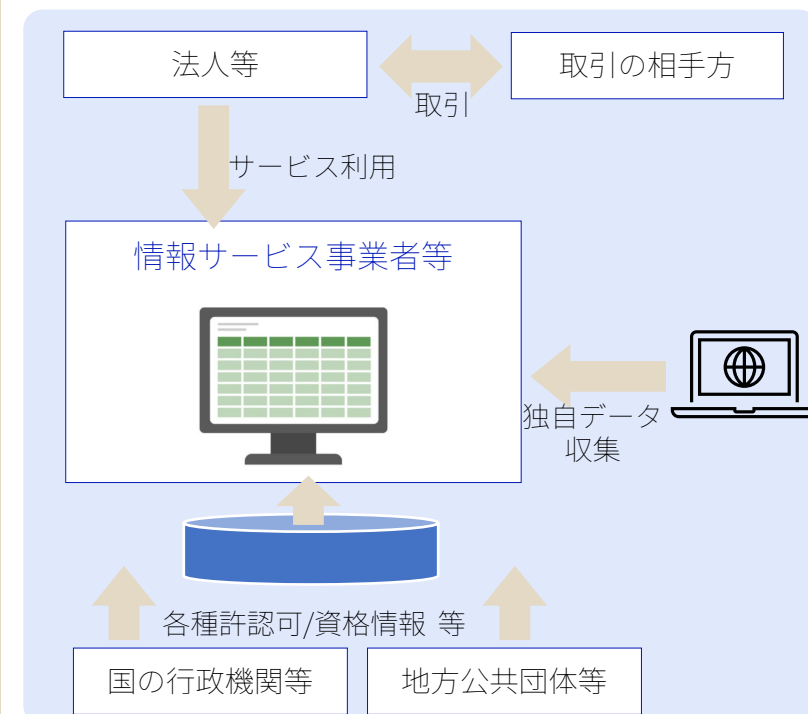 法人等
取引の相手方
取引
サービス利用
情報サービス事業者等
独自データ
収集
各種許認可/資格情報 等
国の行政機関等
地方公共団体等